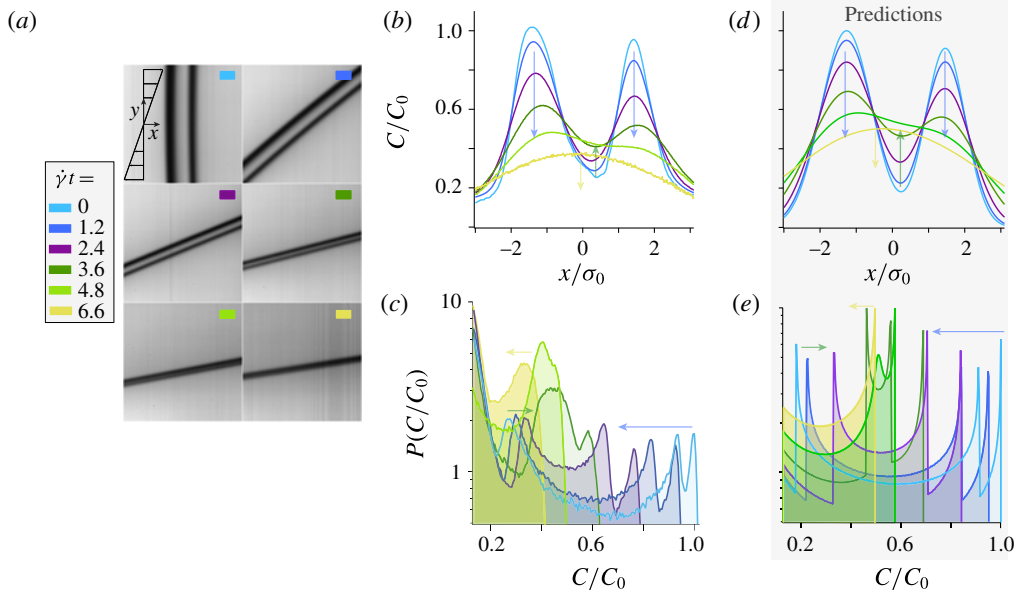 (a)
y
x
γ̇ t =
0
1.2
2.4
3.6
4.8
6.6
(b)
1.0
0.6
0.2
C/C0
−2
0
2
x/σ0
(d)
Predictions
−2
0
2
x/σ0
(c)
10
1
P(C/C0)
0.2
0.6
1.0
C/C0
(e)
0.2
0.6
1.0
C/C0